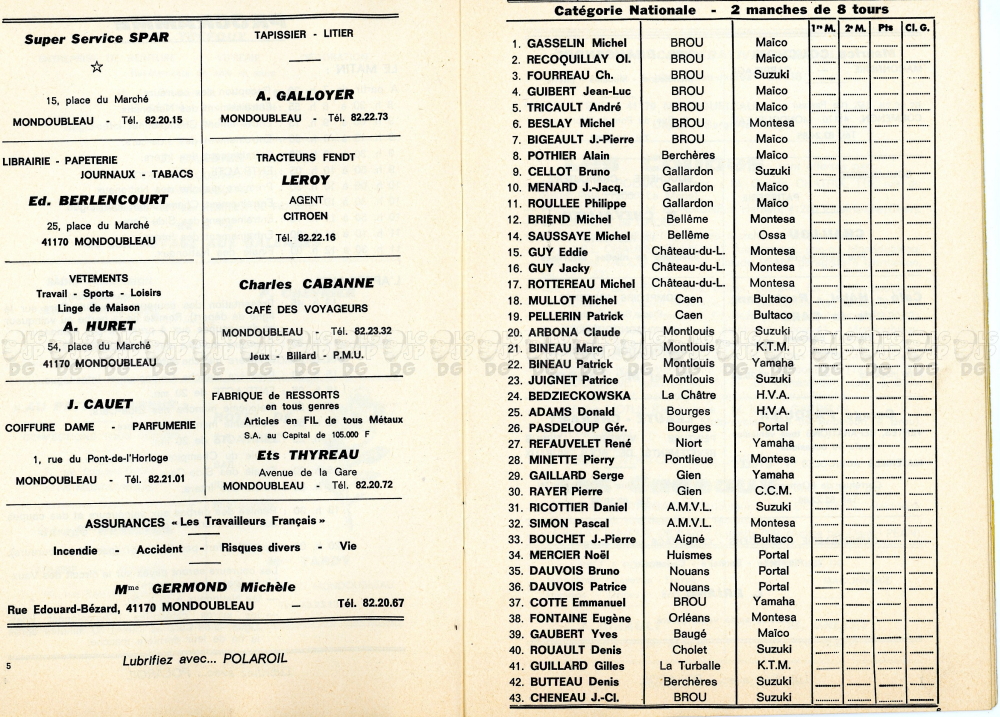 Super Service SPAR
15, place du Marché
MONDOUBLEAU - Tél. 82.20.15
TAPISSIER - LITIER
A. GALLOYER
MONDOUBLEAU - Tél. 82.22.73
LIBRAIRIE - PAPETERIE
JOURNAUX - TABACS
Ed. BERLENCOURT
25, place du Marché
41170 MONDOUBLEAU
TRACTEURS FENDT
LEROY
AGENT
CITROEN
Tél. 82.22.16
VETEMENTS
Travail - Sports - Loisirs
Linge de Maison
A. HURET
54, place du Marché
41170 MONDOUBLEAU
Charles CABANNE
CAFÉ DES VOYAGEURS
MONDOUBLEAU - Tél. 82.23.32
Jeux - Billard - P.M.U.
J. CAUET
COIFFURE DAME - PARFUMERIE
1, rue du Pont-de-l'Horloge
MONDOUBLEAU - Tél. 82.21.01
FABRIQUE de RESSORTS
en tous genres
Articles en FIL de tous Métaux
S.A. au Capital de 105.000 F
Ets THYREAU
Avenue de la Gare
MONDOUBLEAU - Tél. 82.20.72
ASSURANCES « Les Travailleurs Français »
Incendie - Accident - Risques divers - Vie
Mme GERMOND Michèle
Rue Edouard-Bézard, 41170 MONDOUBLEAU — Tél. 82.20.67
5
Lubrifiez avec... POLAROIL
Catégorie Nationale - 2 manches de 8 tours
1re M. 2e M. Pts Cl. G.
1. GASSELIN Michel BROU Maïco
2. RECOQUILLAY Ol. BROU Maïco
3. FOURREAU Ch. BROU Suzuki
4. GUIBERT Jean-Luc BROU Maïco
5. TRICAULT André BROU Maïco
6. BESLAY Michel BROU Montesa
7. BIGEAULT J.-Pierre BROU Maïco
8. POTHIER Alain Berchères Maïco
9. CELLOT Bruno Gallardon Suzuki
10. MENARD J.-Jacq. Gallardon Maïco
11. ROULLEE Philippe Gallardon Maïco
12. BRIEND Michel Bellême Montesa
14. SAUSSAYE Michel Bellême Ossa
15. GUY Eddie Château-du-L. Montesa
16. GUY Jacky Château-du-L. Montesa
17. ROTTEREAU Michel Château-du-L. Montesa
18. MULLOT Michel Caen Bultaco
19. PELLERIN Patrick Caen Bultaco
20. ARBONA Claude Montlouis Suzuki
21. BINEAU Marc Montlouis K.T.M.
22. BINEAU Patrick Montlouis Yamaha
23. JUIGNET Patrice Montlouis Suzuki
24. BEDZIECKOWSKA La Châtre H.V.A.
25. ADAMS Donald Bourges H.V.A.
26. PASDELOUP Gér. Bourges Portal
27. REFAUVELET René Niort Yamaha
28. MINETTE Pierry Pontlieue Montesa
29. GAILLARD Serge Gien Yamaha
30. RAYER Pierre Gien C.C.M.
31. RICOTTIER Daniel A.M.V.L. Suzuki
32. SIMON Pascal A.M.V.L. Montesa
33. BOUCHET J.-Pierre Aigné Bultaco
34. MERCIER Noël Huismes Portal
35. DAUVOIS Bruno Nouans Portal
36. DAUVOIS Patrice Nouans Portal
37. COTTE Emmanuel BROU Yamaha
38. FONTAINE Eugène Orléans Montesa
39. GAUBERT Yves Baugé Maïco
40. ROUAULT Denis Cholet Suzuki
41. GUILLARD Gilles La Turballe K.T.M.
42. BUTTEAU Denis Berchères Suzuki
43. CHENEAU J.-Cl. BROU Suzuki